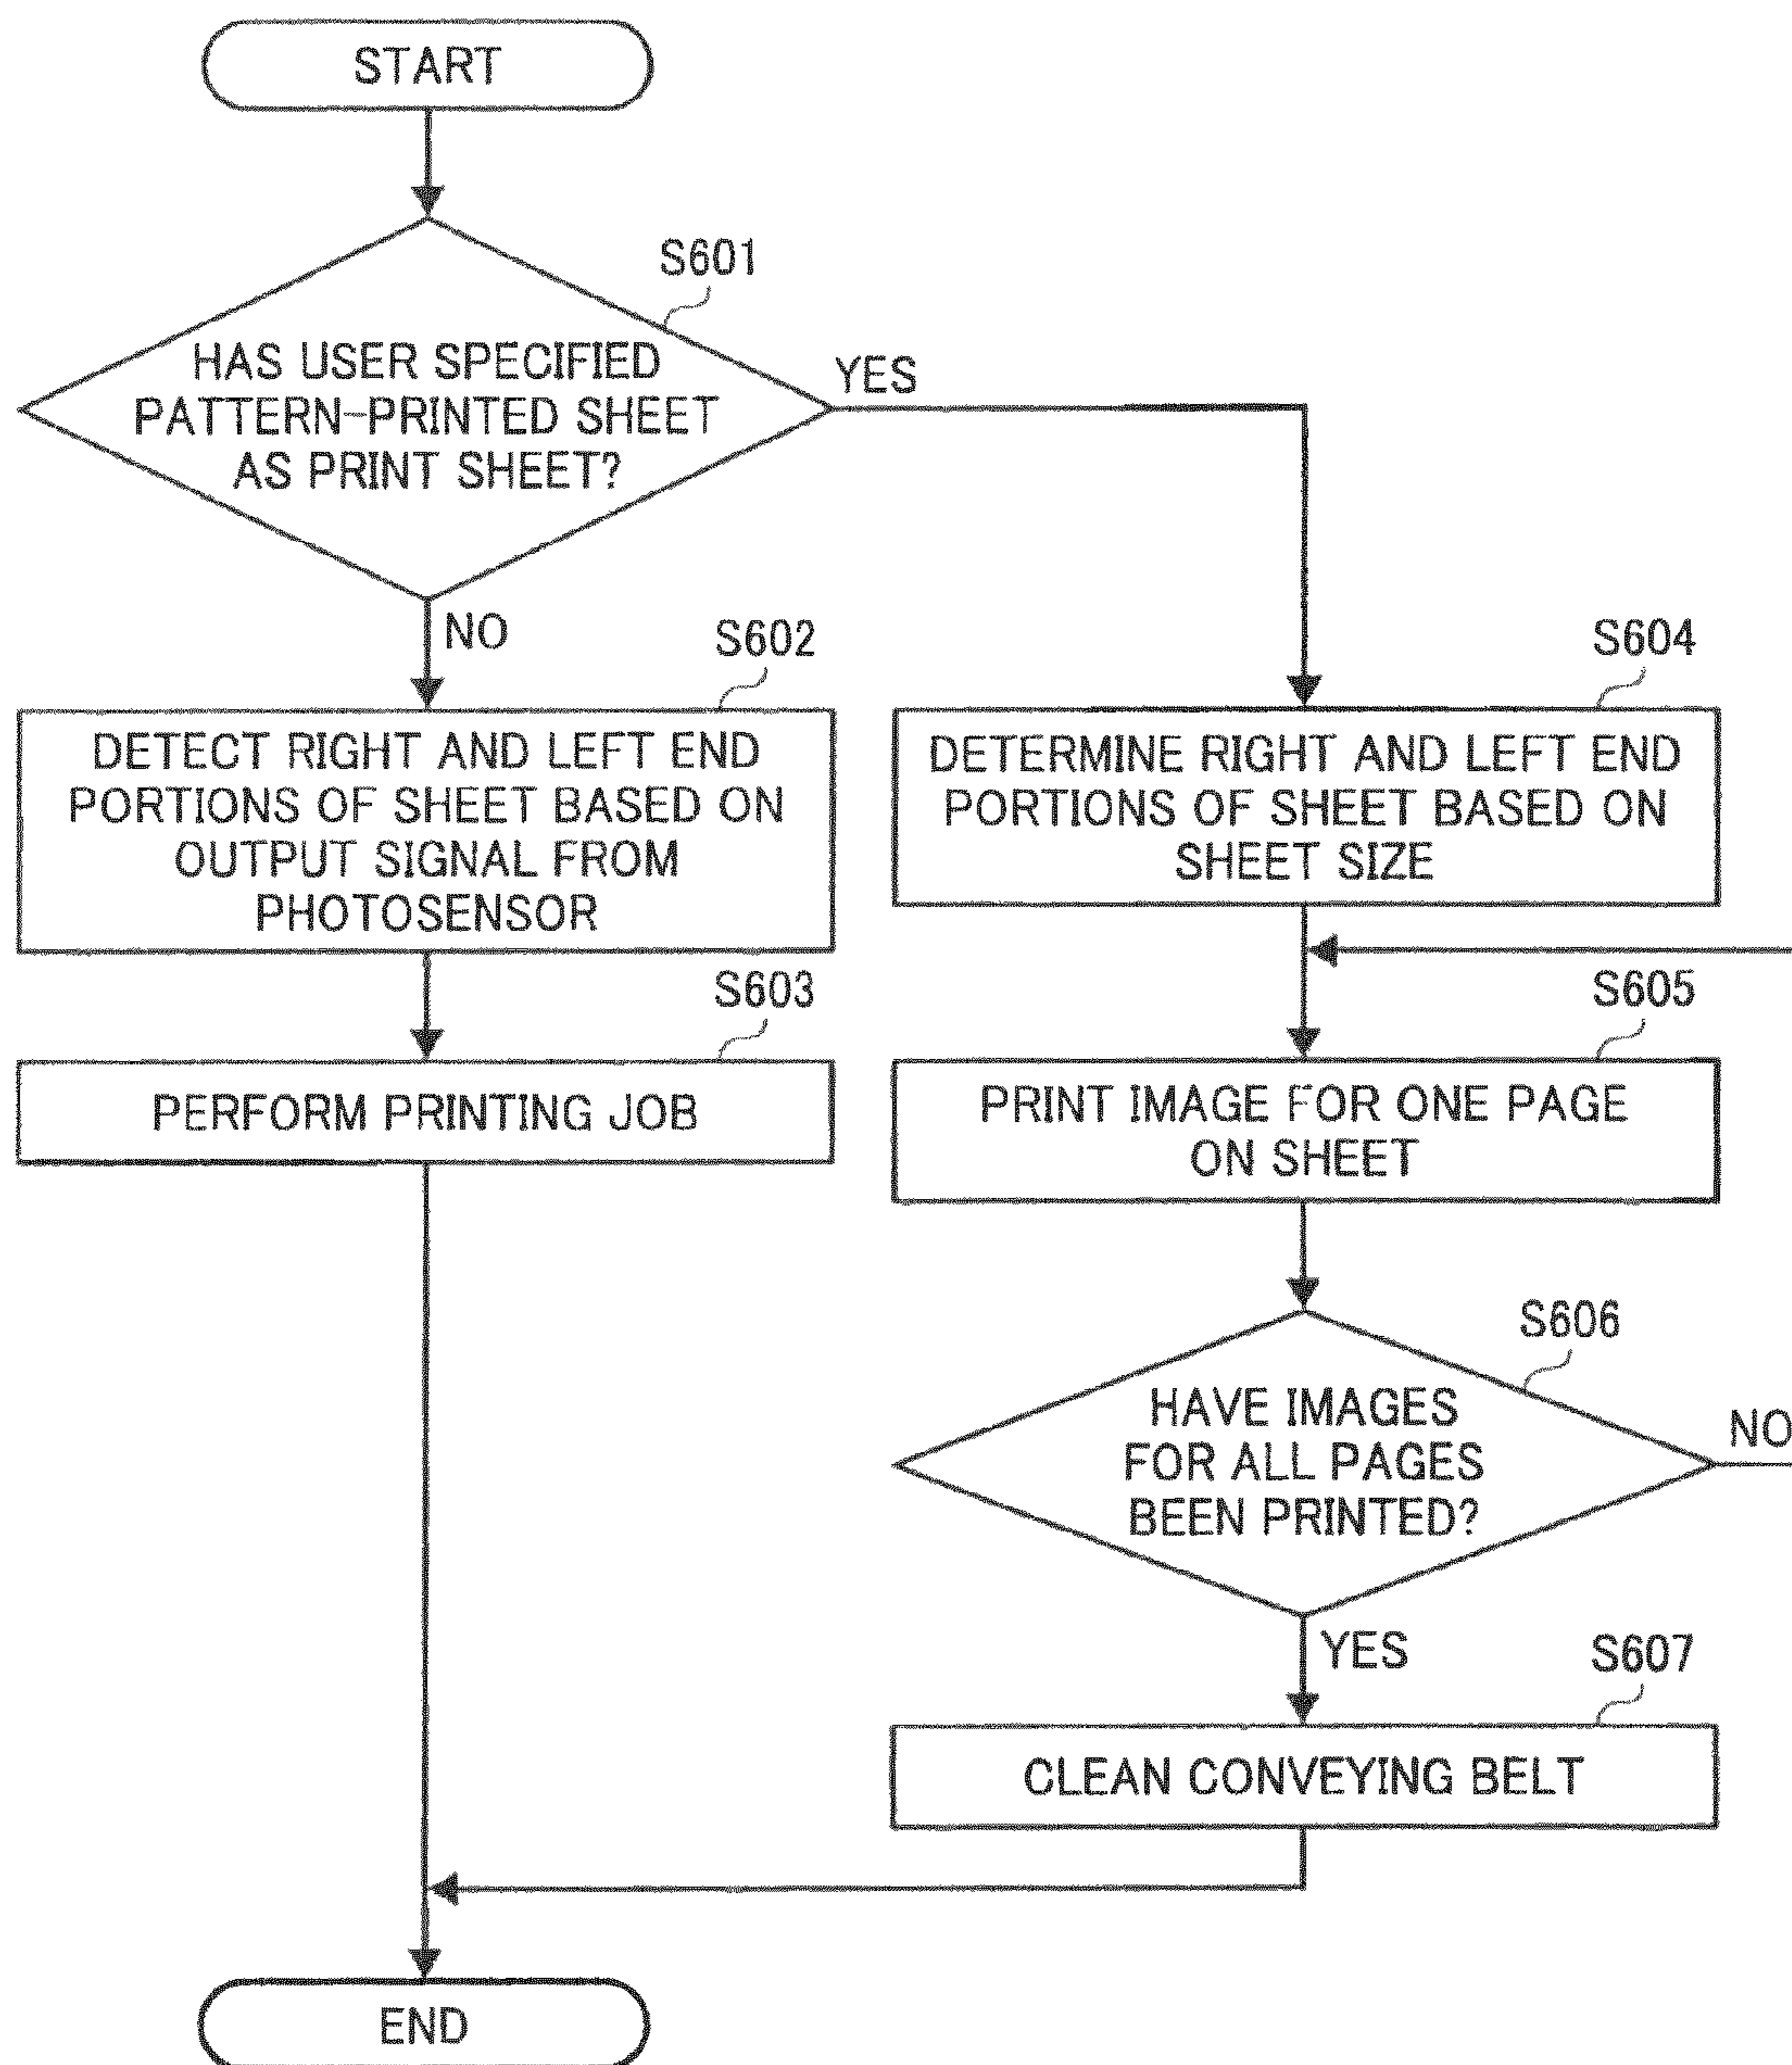 START
S601
HAS USER SPECIFIED
PATTERN-PRINTED SHEET
AS PRINT SHEET?
YES
NO
S602
DETECT RIGHT AND LEFT END
PORTIONS OF SHEET BASED ON
OUTPUT SIGNAL FROM
PHOTOSENSOR
S603
PERFORM PRINTING JOB
S604
DETERMINE RIGHT AND LEFT END
PORTIONS OF SHEET BASED ON
SHEET SIZE
S605
PRINT IMAGE FOR ONE PAGE
ON SHEET
S606
HAVE IMAGES
FOR ALL PAGES
BEEN PRINTED?
NO
YES
S607
CLEAN CONVEYING BELT
END